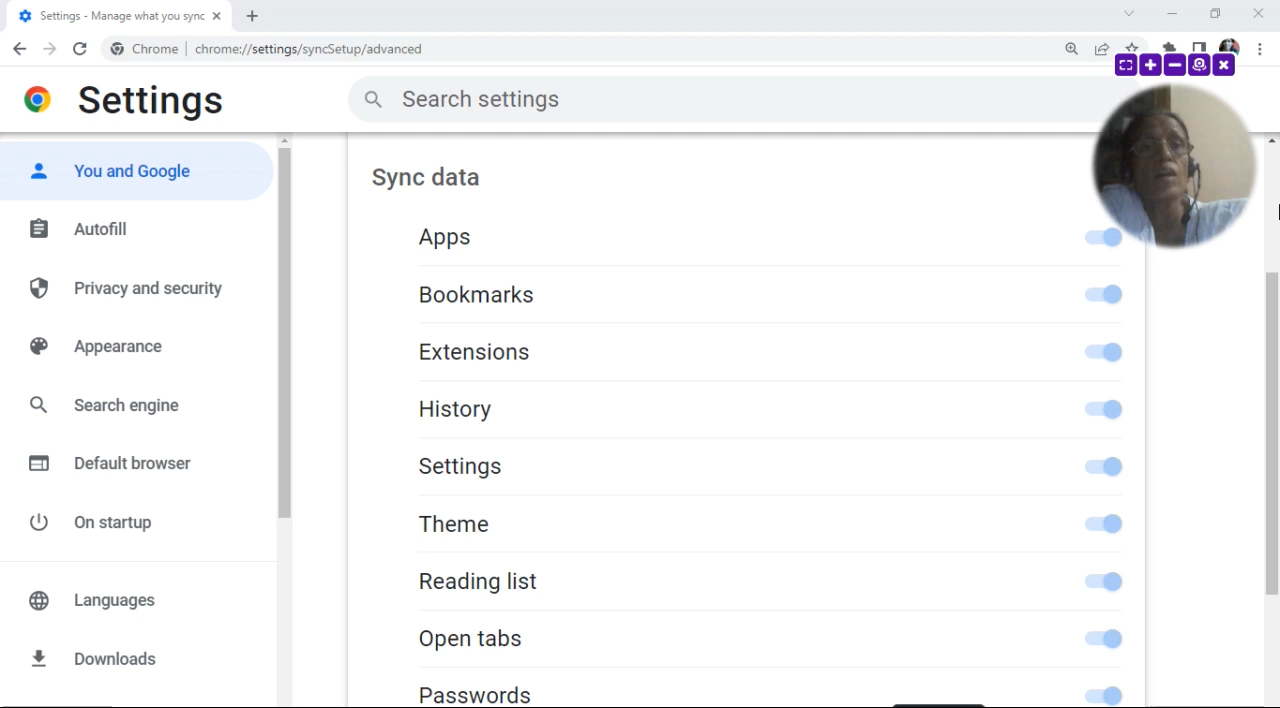 Settings - Manage what you sync
Chrome
chrome://settings/syncSetup/advanced
Settings
Search settings
You and Google
Autofill
Privacy and security
Appearance
Search engine
Default browser
On startup
Languages
Downloads
Sync data
Apps
Bookmarks
Extensions
History
Settings
Theme
Reading list
Open tabs
Passwords